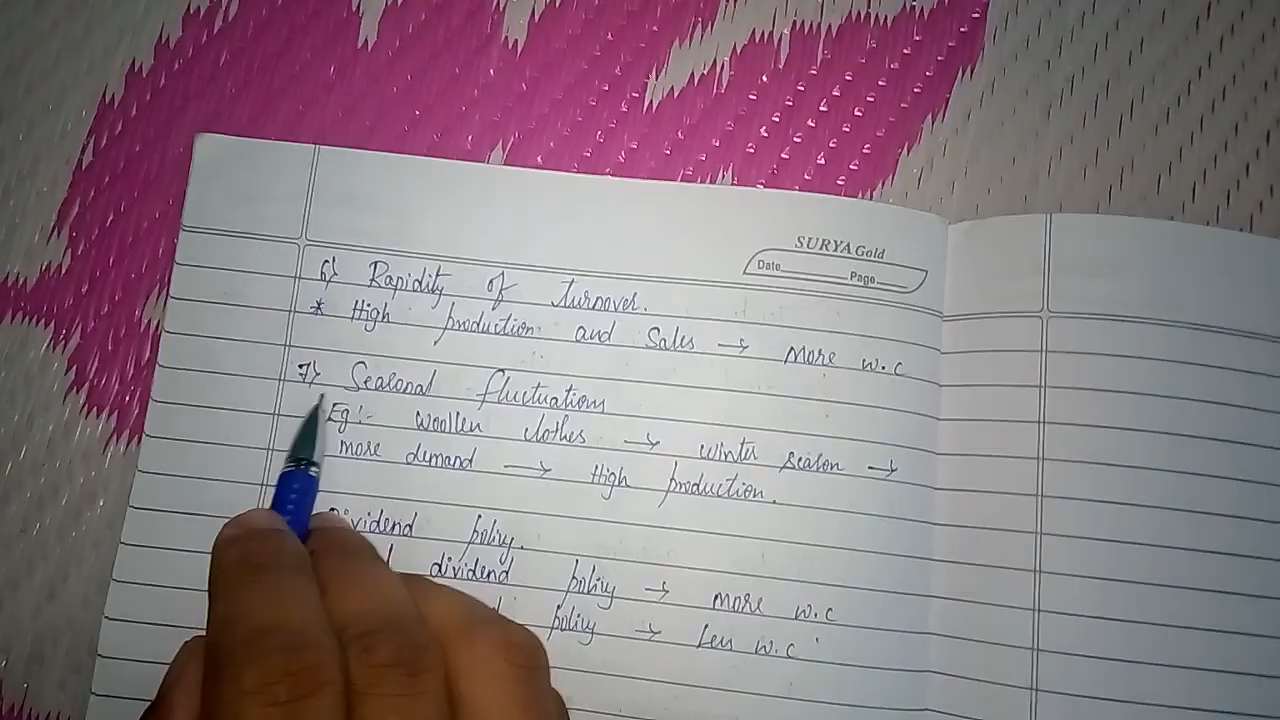 SURYA Gold
Date Page
6) Rapidity of turnover.
* High production and Sales → More w.c
7) Seasonal fluctuations
Eg:- woollen clothes → winter season →
more demand → High production.
Dividend policy.
dividend policy → more w.c
policy → Less w.c